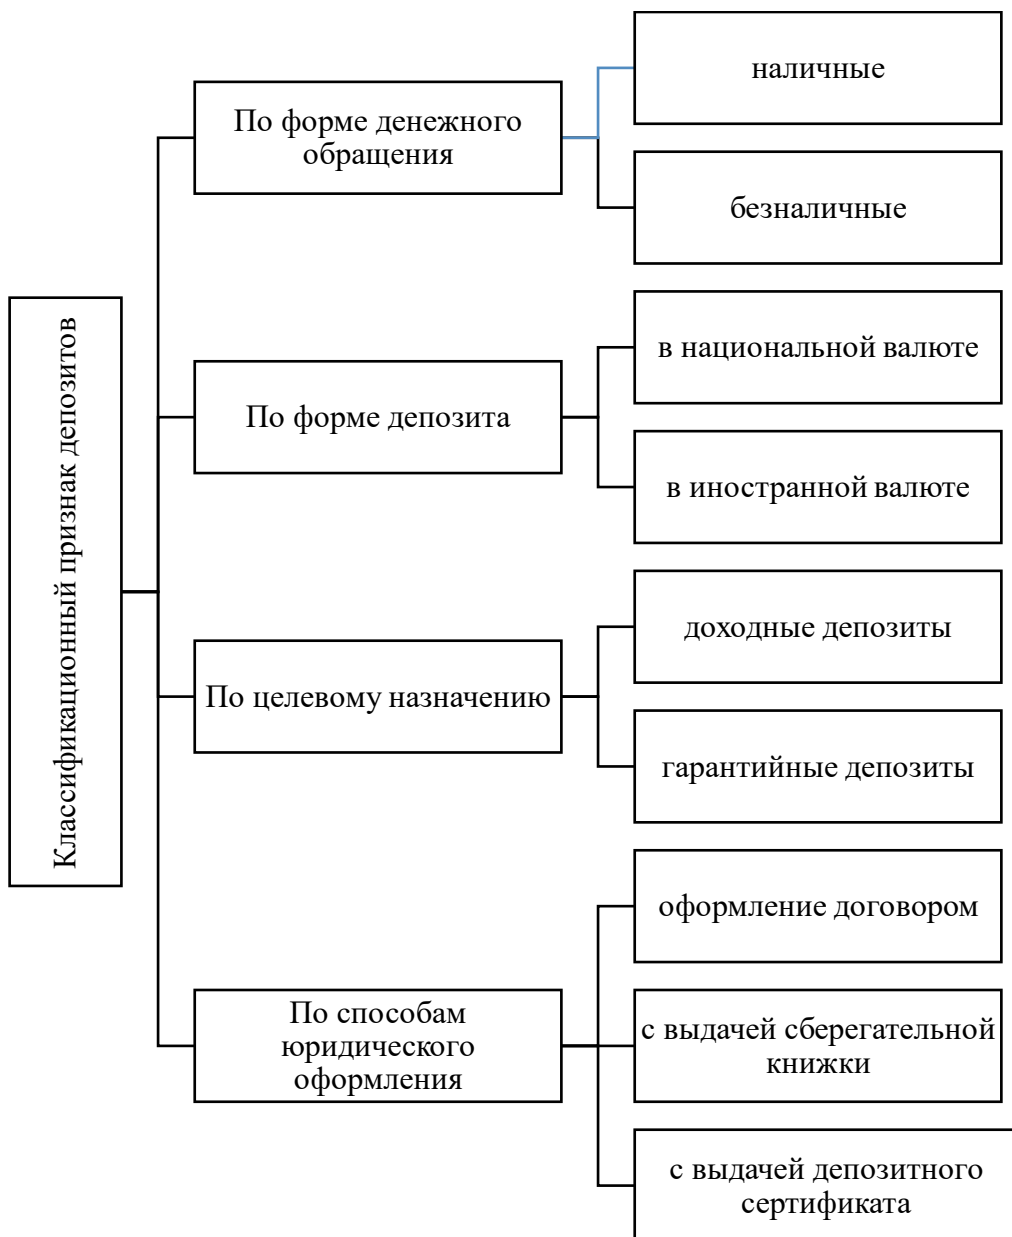 Классификационный признак депозитов
По форме денежного
обращения
наличные
безналичные
По форме депозита
в национальной валюте
в иностранной валюте
По целевому назначению
доходные депозиты
гарантийные депозиты
По способам
юридического
оформления
оформление договором
с выдачей сберегательной
книжки
с выдачей депозитного
сертификата